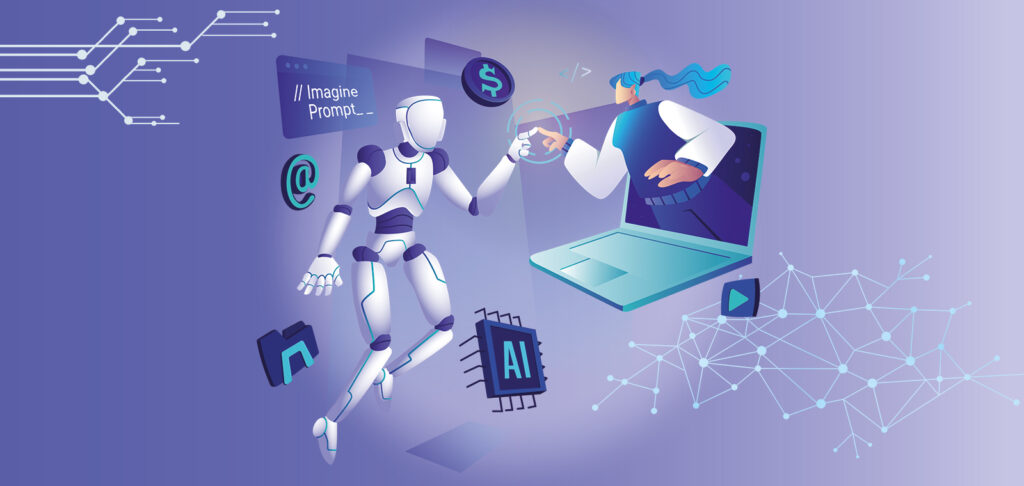 // Imagine
Prompt_ _
$
</>
@
AI